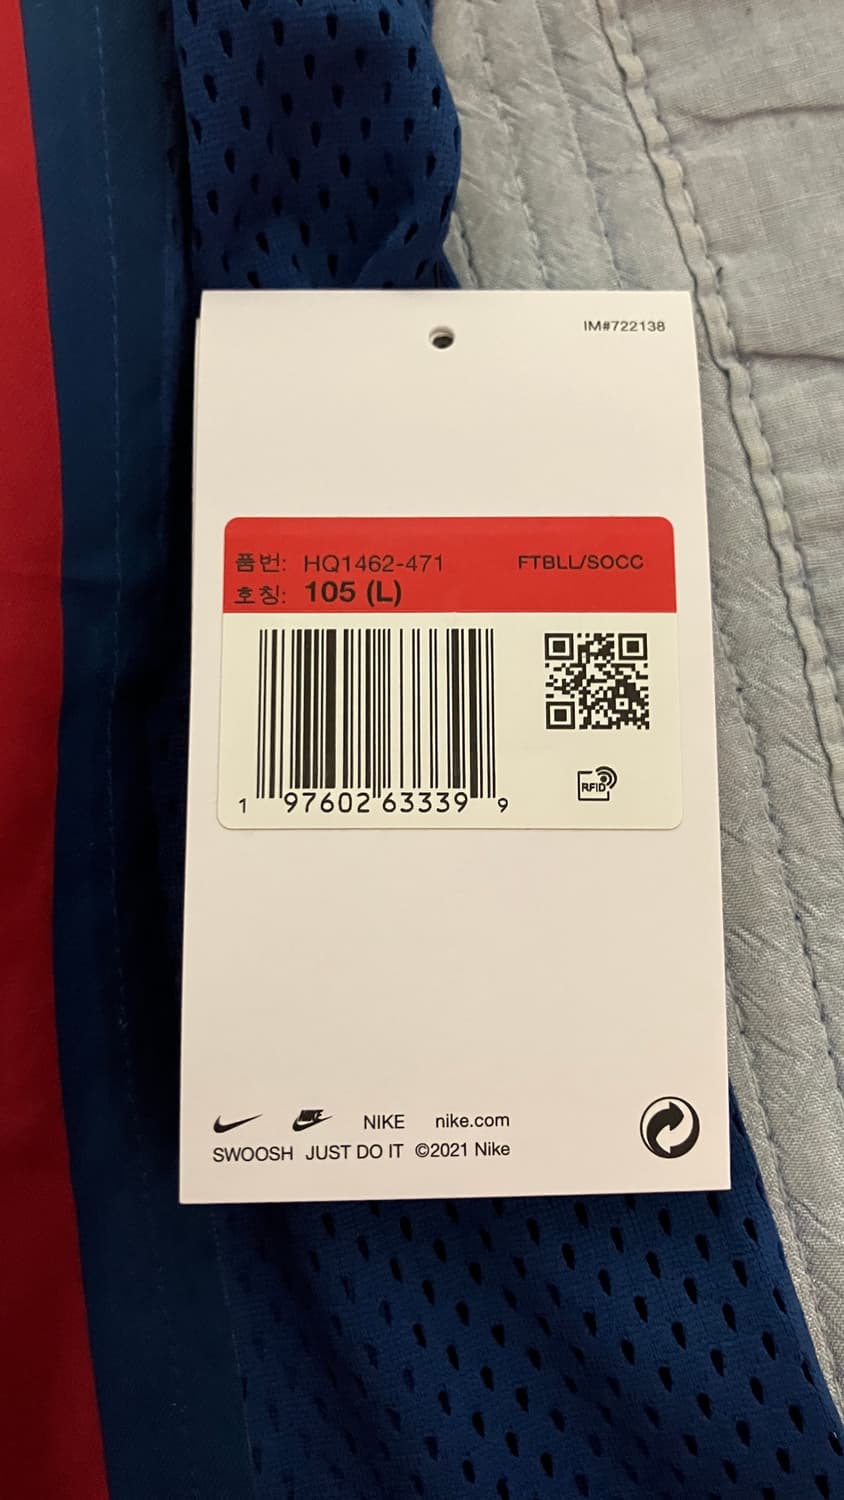 IM#722138
품번: HQ1462-471 FTBLL/SOCC
호칭: 105 (L)
1 97602 63339 9
RFID
NIKE
NIKE nike.com
SWOOSH JUST DO IT ©2021 Nike